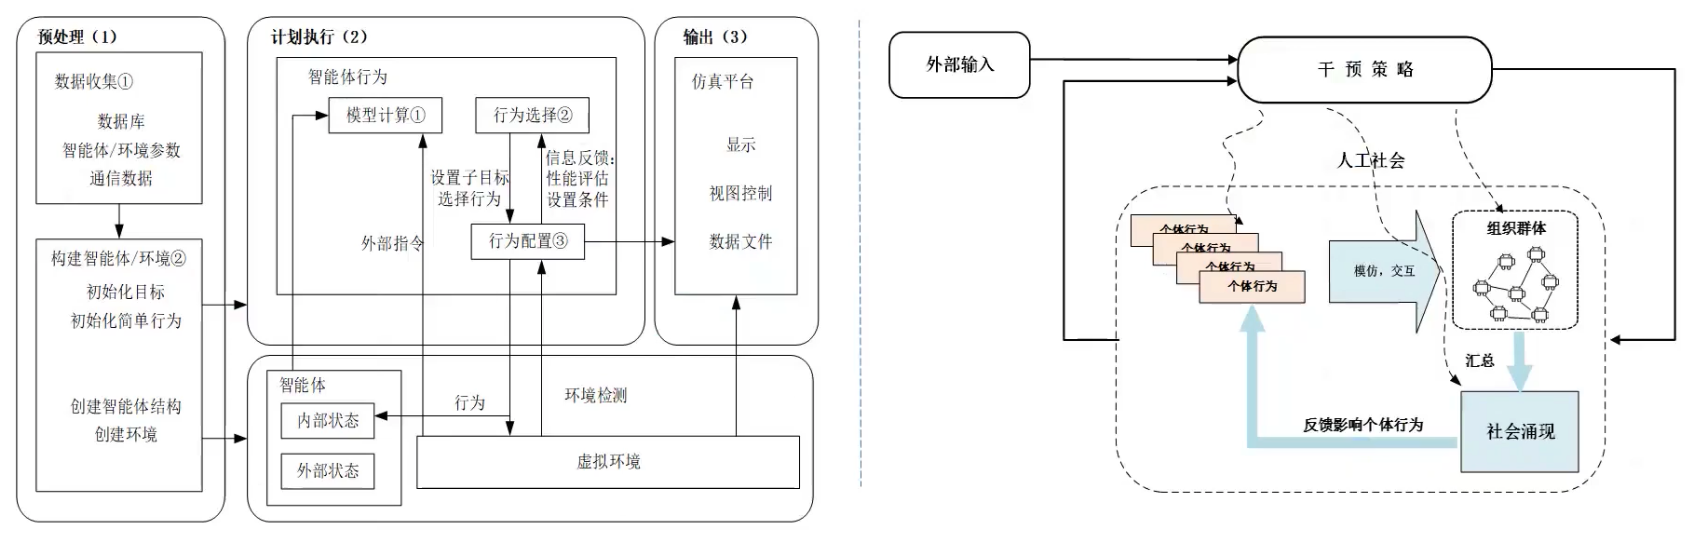 预处理（1）
数据收集①
数据库
智能体/环境参数
通信数据
构建智能体/环境②
初始化目标
初始化简单行为
创建智能体结构
创建环境
计划执行（2）
智能体行为
模型计算①
行为选择②
设置子目标
选择行为
信息反馈：
性能评估
设置条件
外部指令
行为配置③
输出（3）
仿真平台
显示
视图控制
数据文件
智能体
内部状态
外部状态
行为
环境检测
虚拟环境
外部输入
干预策略
人工社会
个体行为
个体行为
个体行为
个体行为
模仿，交互
组织群体
汇总
反馈影响个体行为
社会涌现